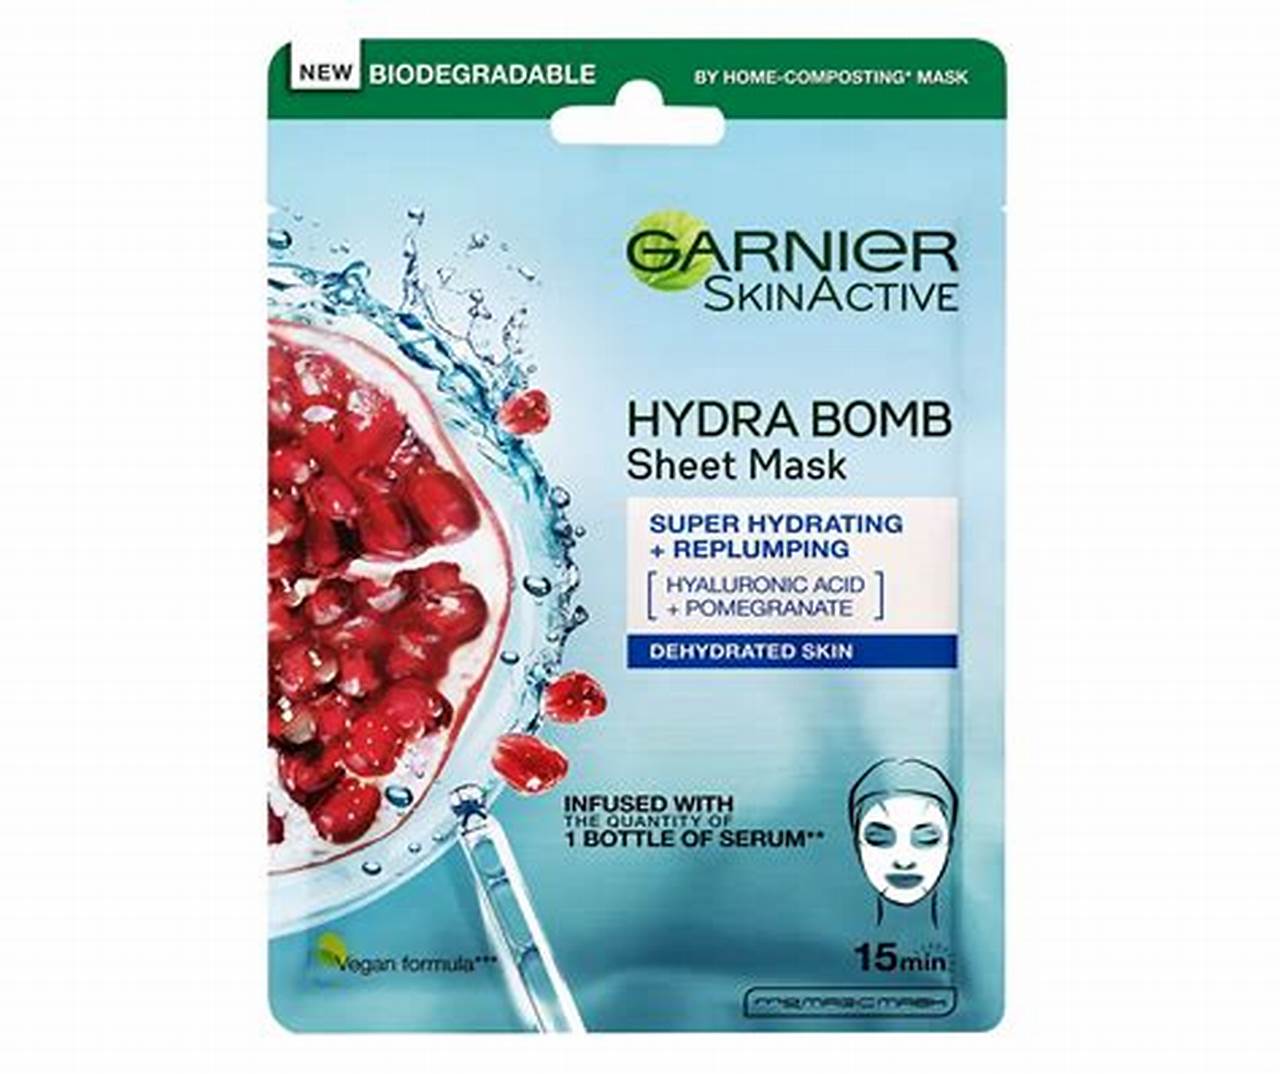 NEW
BIODEGRADABLE
BY HOME-COMPOSTING* MASK
GARNIER
SKINACTIVE
HYDRA BOMB
Sheet Mask
SUPER HYDRATING
+ REPLUMPING
[ HYALURONIC ACID
+ POMEGRANATE ]
DEHYDRATED SKIN
INFUSED WITH
THE QUANTITY OF
1 BOTTLE OF SERUM**
Vegan formula***
15min